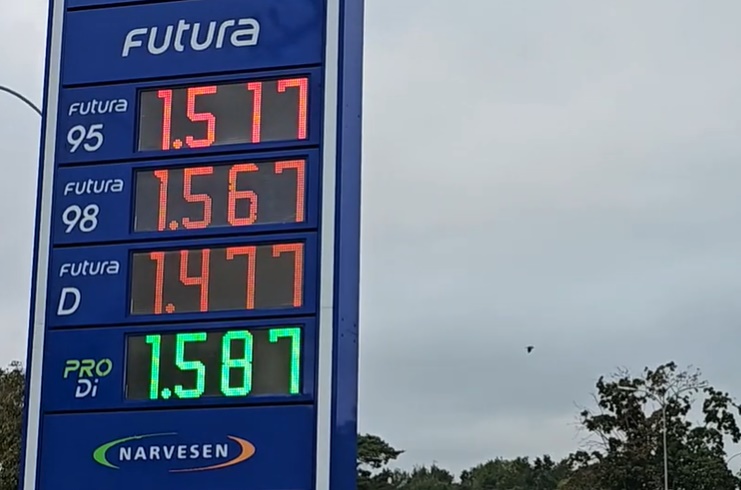 Futura
Futura
95
1.517
Futura
98
1.567
Futura
D
1.477
PRO
Di
1.587
NARVESEN